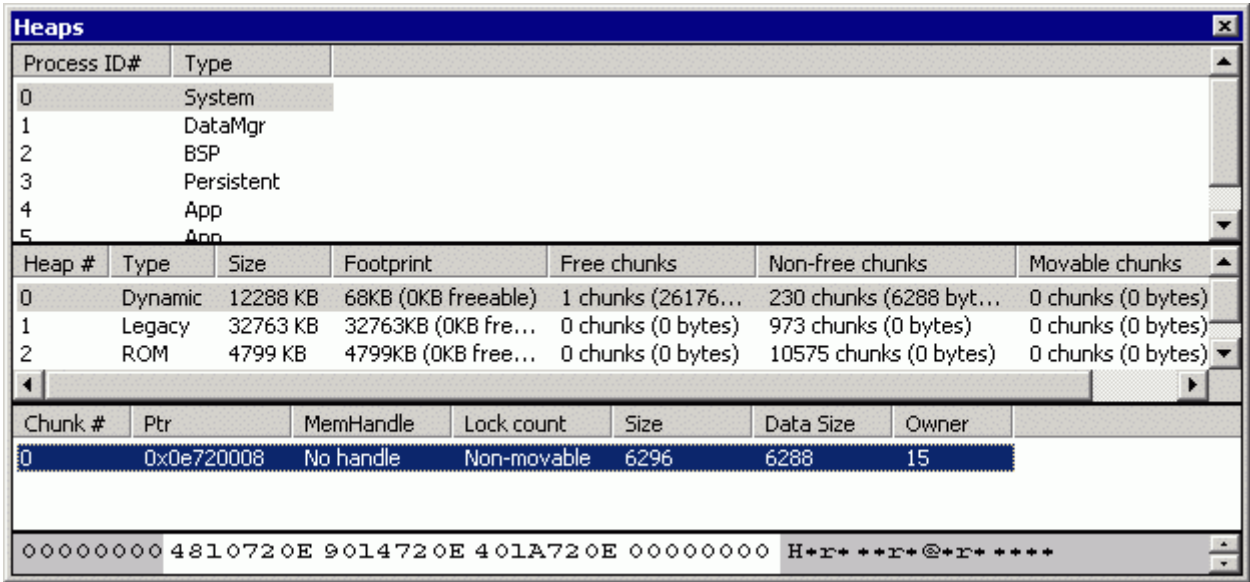 Heaps
Process ID# Type
0 System
1 DataMgr
2 BSP
3 Persistent
4 App
5 App
Heap # Type Size Footprint Free chunks Non-free chunks Movable chunks
0 Dynamic 12288 KB 68KB (0KB freeable) 1 chunks (26176... 230 chunks (6288 byt... 0 chunks (0 bytes)
1 Legacy 32763 KB 32763KB (0KB fre... 0 chunks (0 bytes) 973 chunks (0 bytes) 0 chunks (0 bytes)
2 ROM 4799 KB 4799KB (0KB free... 0 chunks (0 bytes) 10575 chunks (0 bytes) 0 chunks (0 bytes)
Chunk # Ptr MemHandle Lock count Size Data Size Owner
0 0x0e720008 No handle Non-movable 6296 6288 15
00000000 4810720E 9014720E 401A720E 00000000 H+r+ ++r+@+r+ ++++